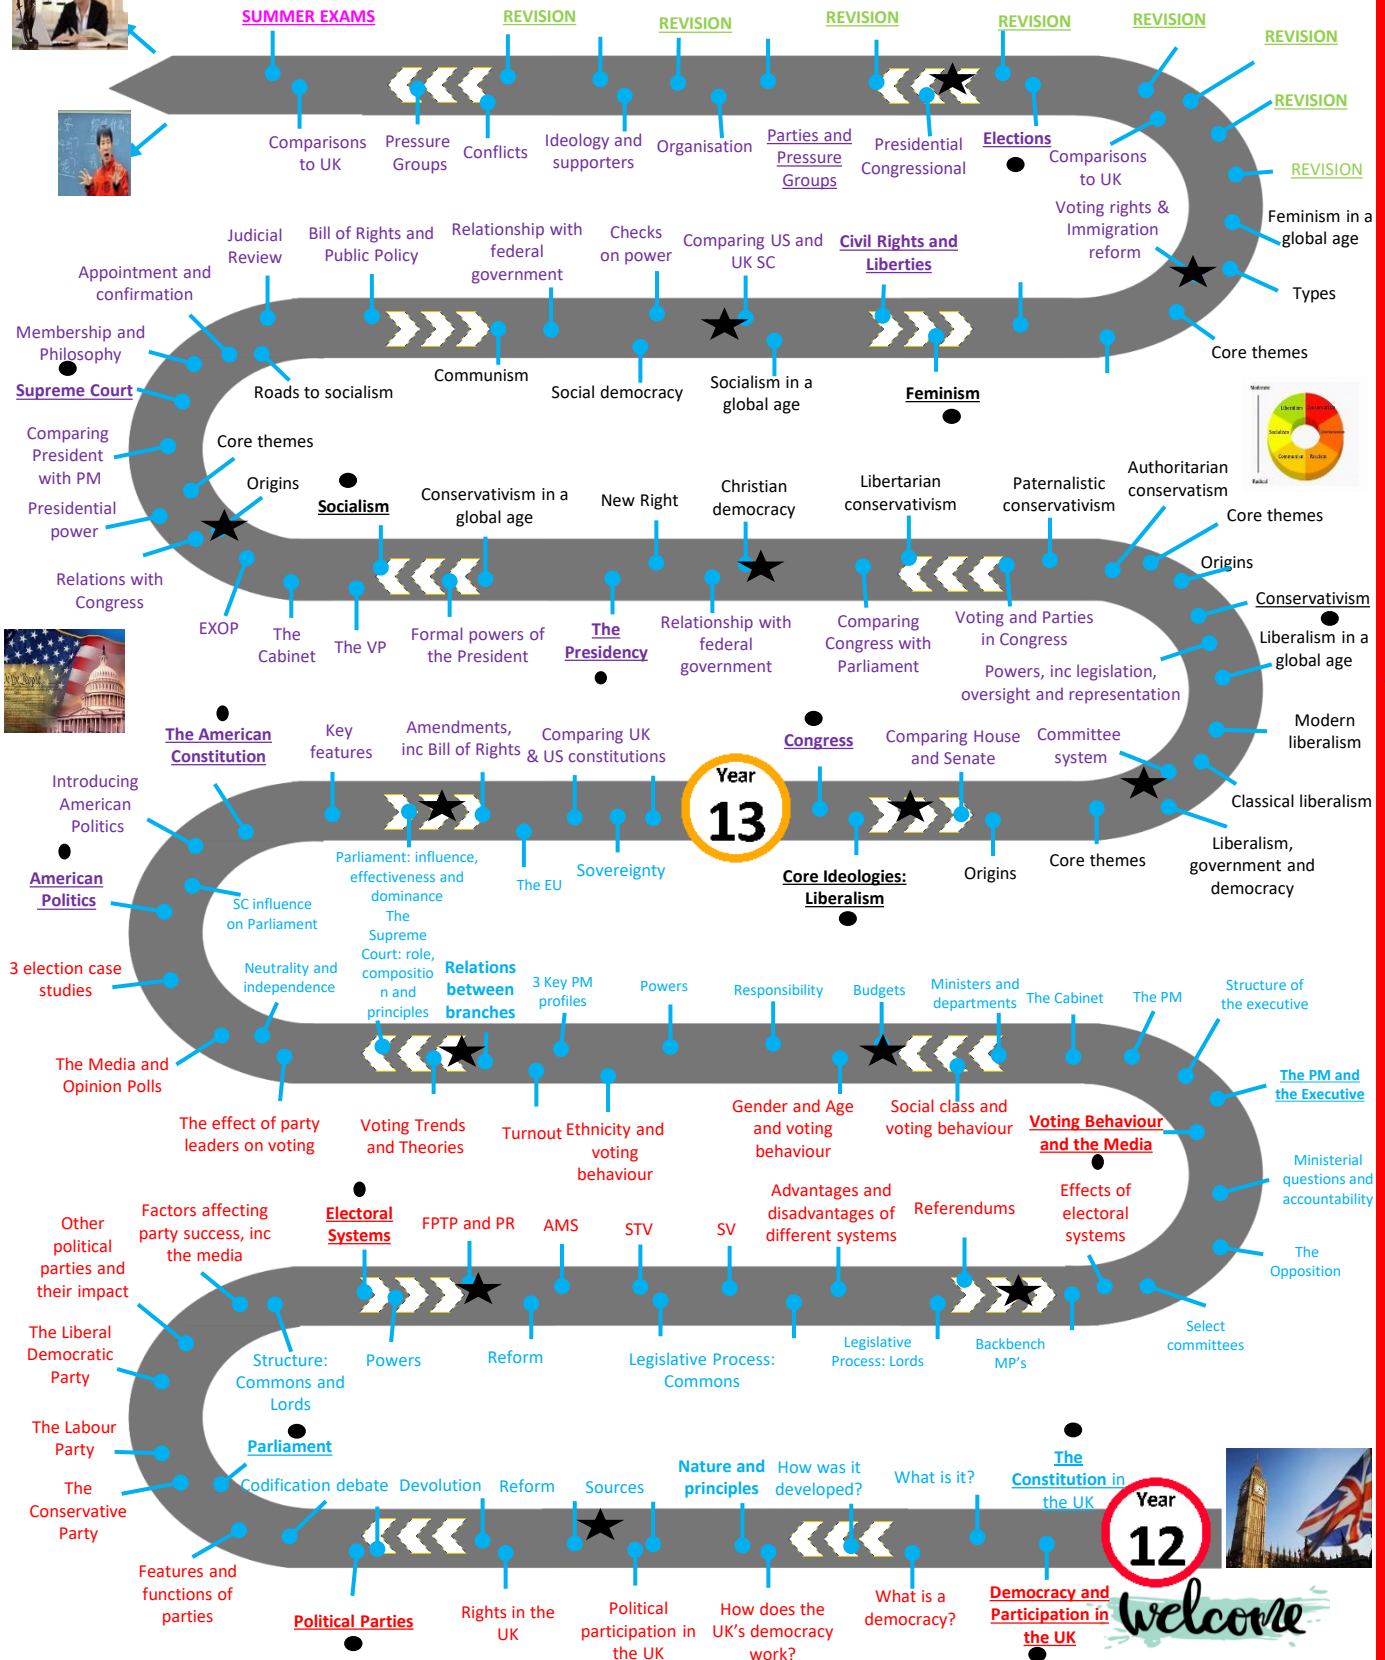 SUMMER EXAMS
REVISION
REVISION
REVISION
REVISION
REVISION
REVISION
REVISION
REVISION
Comparisons
to UK
Pressure
Groups
Conflicts
Ideology and
supporters
Organisation
Parties and
Pressure
Groups
Presidential
Congressional
Elections
Comparisons
to UK
Voting rights &
Immigration
reform
Feminism in a
global age
Types
Core themes
Judicial
Review
Bill of Rights and
Public Policy
Relationship with
federal
government
Checks
on power
Comparing US and
UK SC
Civil Rights and
Liberties
Appointment and
confirmation
Membership and
Philosophy
Supreme Court
Roads to socialism
Communism
Social democracy
Socialism in a
global age
Feminism
Moderate
Liberalism
Socialism
Communism
Fascism
Radical
Comparing
President
with PM
Presidential
power
Relations with
Congress
Core themes
Origins
Socialism
Conservativism in a
global age
New Right
Christian
democracy
Libertarian
conservativism
Paternalistic
conservativism
Authoritarian
conservatism
Core themes
Origins
Conservativism
Liberalism in a
global age
EXOP
The
Cabinet
The VP
Formal powers of
the President
The
Presidency
Relationship with
federal
government
Comparing
Congress with
Parliament
Voting and Parties
in Congress
Powers, inc legislation,
oversight and representation
Modern
liberalism
Classical liberalism
Liberalism,
government and
democracy
The American
Constitution
Key
features
Amendments,
inc Bill of Rights
Comparing UK
& US constitutions
Year
13
Congress
Comparing House
and Senate
Committee
system
Introducing
American
Politics
American
Politics
SC influence
on Parliament
Parliament: influence,
effectiveness and
dominance
The EU
Sovereignty
Core Ideologies:
Liberalism
Origins
Core themes
3 election case
studies
Neutrality and
independence
The
Supreme
Court: role,
compositio
n and
principles
Relations
between
branches
3 Key PM
profiles
Powers
Responsibility
Budgets
Ministers and
departments
The Cabinet
The PM
Structure of
the executive
The PM and
the Executive
The Media and
Opinion Polls
The effect of party
leaders on voting
Voting Trends
and Theories
Turnout
Ethnicity and
voting
behaviour
Gender and Age
and voting
behaviour
Social class and
voting behaviour
Voting Behaviour
and the Media
Ministerial
questions and
accountability
The
Opposition
Select
committees
Other
political
parties and
their impact
Factors affecting
party success, inc
the media
Electoral
Systems
FPTP and PR
AMS
STV
SV
Advantages and
disadvantages of
different systems
Referendums
Effects of
electoral
systems
The Liberal
Democratic
Party
Structure:
Commons and
Lords
Powers
Reform
Legislative Process:
Commons
Legislative
Process: Lords
Backbench
MP's
The Labour
Party
The
Conservative
Party
Features and
functions of
parties
Parliament
Codification debate
Devolution
Reform
Sources
Nature and
principles
How was it
developed?
What is it?
The
Constitution in
the UK
Year
12
Political Parties
Rights in the
UK
Political
participation in
the UK
How does the
UK's democracy
work?
What is a
democracy?
Democracy and
Participation in
the UK
welcome